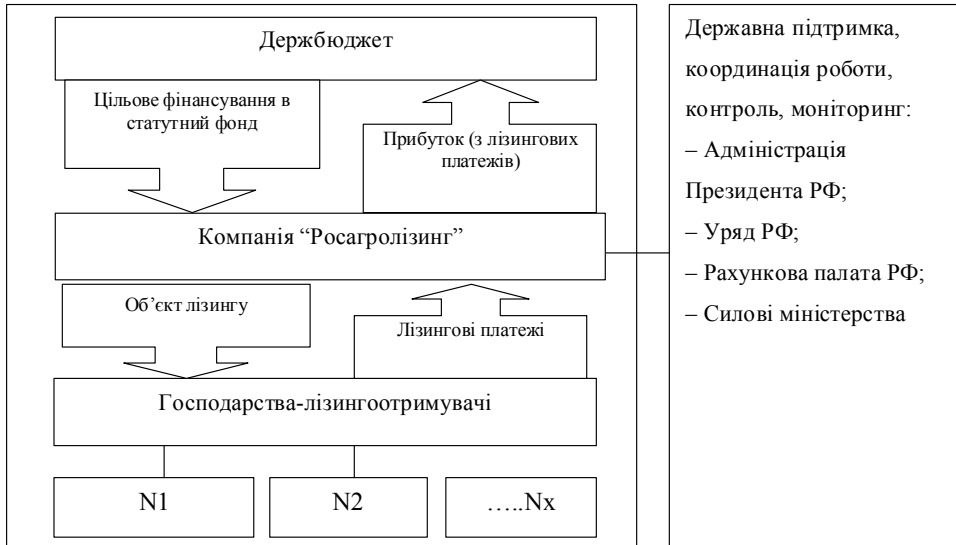 Держбюджет
Цільове фінансування в
статутний фонд
Прибуток (з лізингових
платежів)
Компанія “Росагролізинг”
Об’єкт лізингу
Лізингові платежі
Господарства-лізингоотримувачі
N1
N2
…..Nx
Державна підтримка,
координація роботи,
контроль, моніторинг:
– Адміністрація
Президента РФ;
– Уряд РФ;
– Рахункова палата РФ;
– Силові міністерства